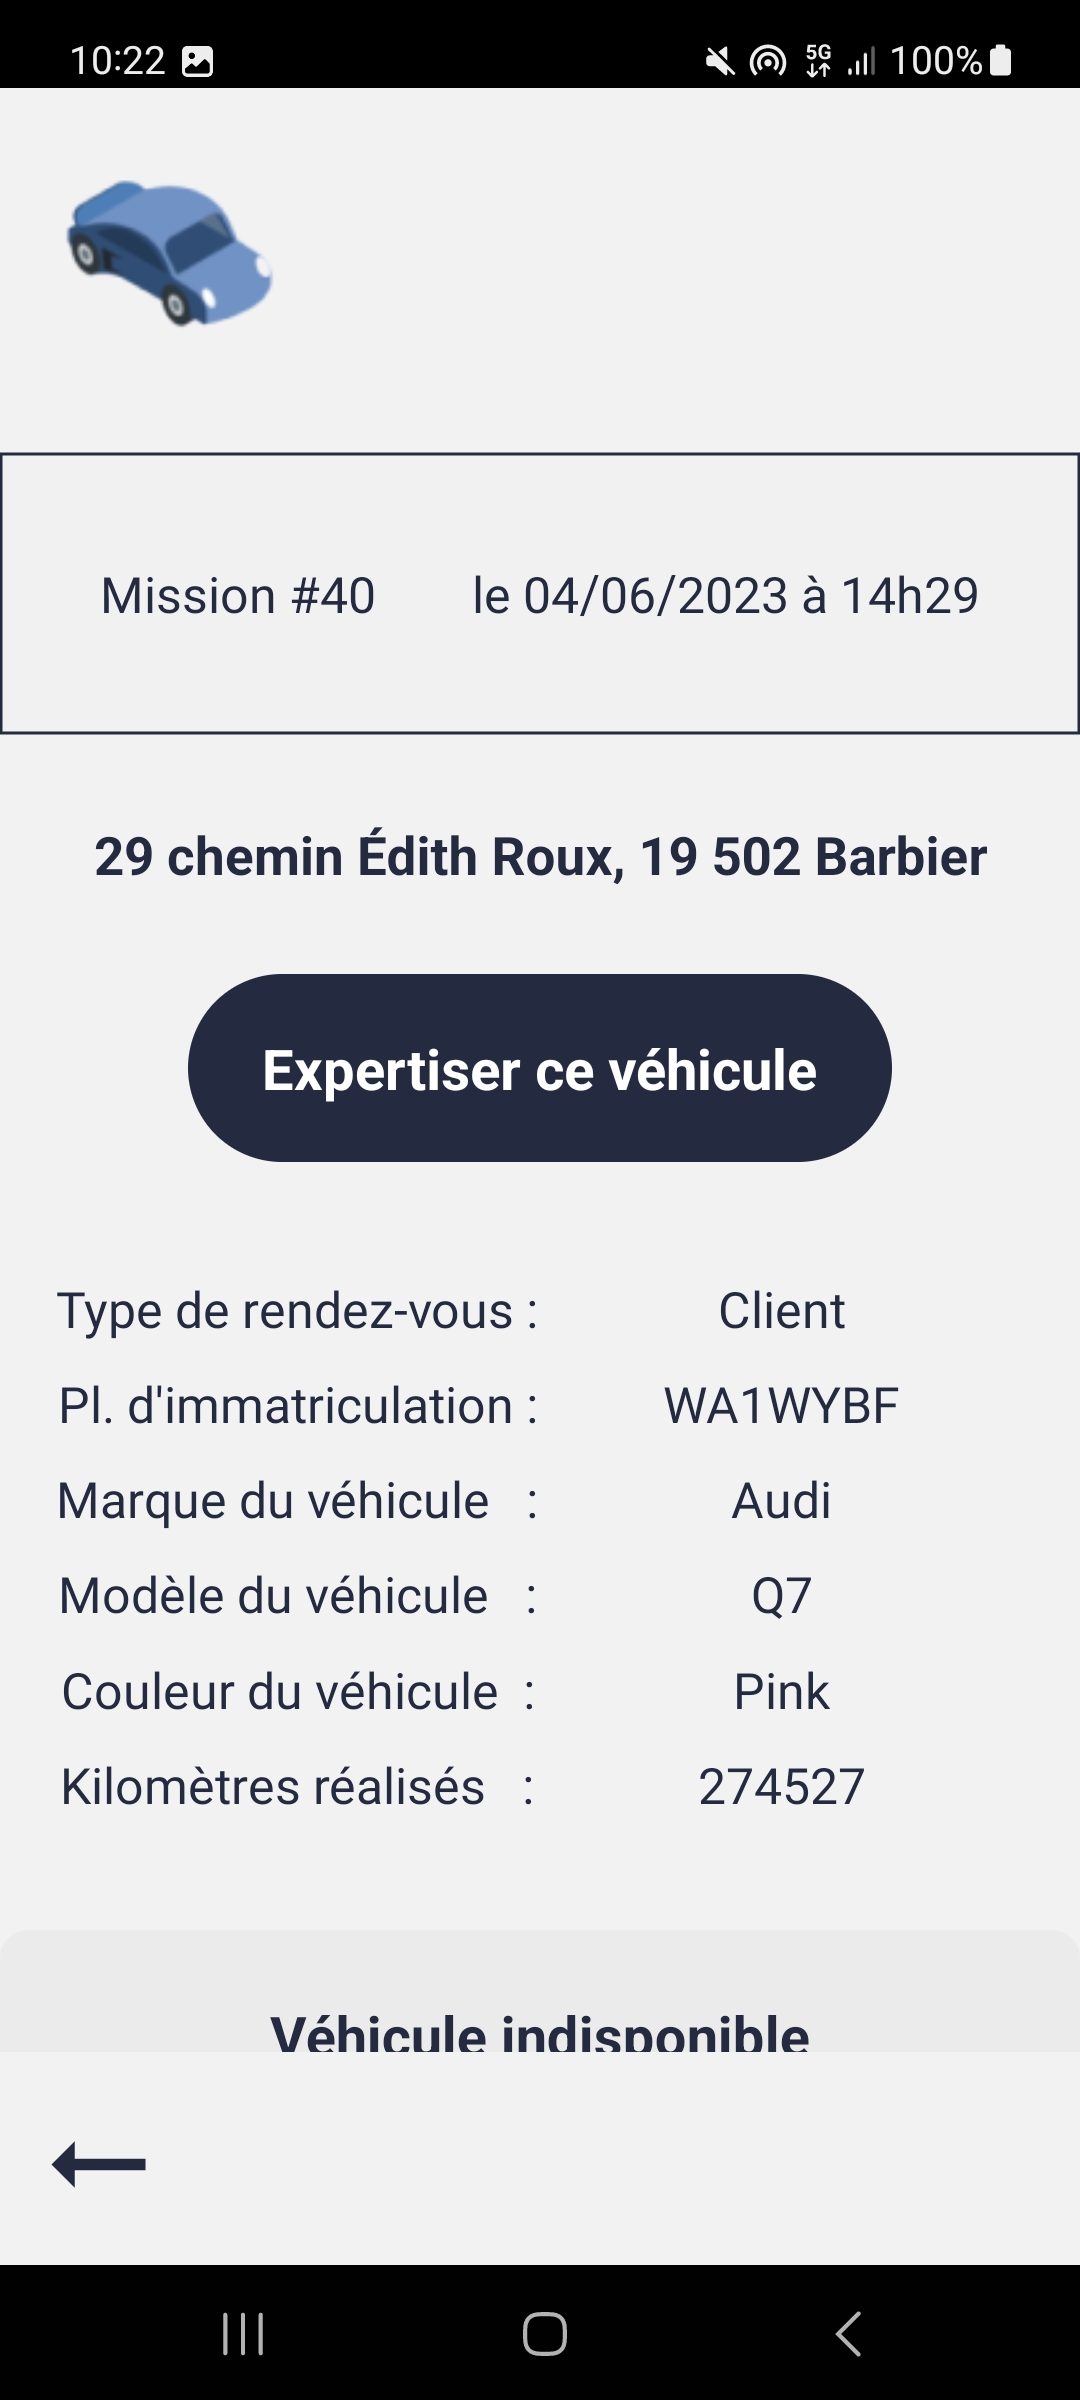 10:22 5G 100%
Mission #40 le 04/06/2023 à 14h29
29 chemin Édith Roux, 19 502 Barbier
Expertiser ce véhicule
Type de rendez-vous : Client
Pl. d'immatriculation : WA1WYBF
Marque du véhicule : Audi
Modèle du véhicule : Q7
Couleur du véhicule : Pink
Kilomètres réalisés : 274527
Véhicule indisponible